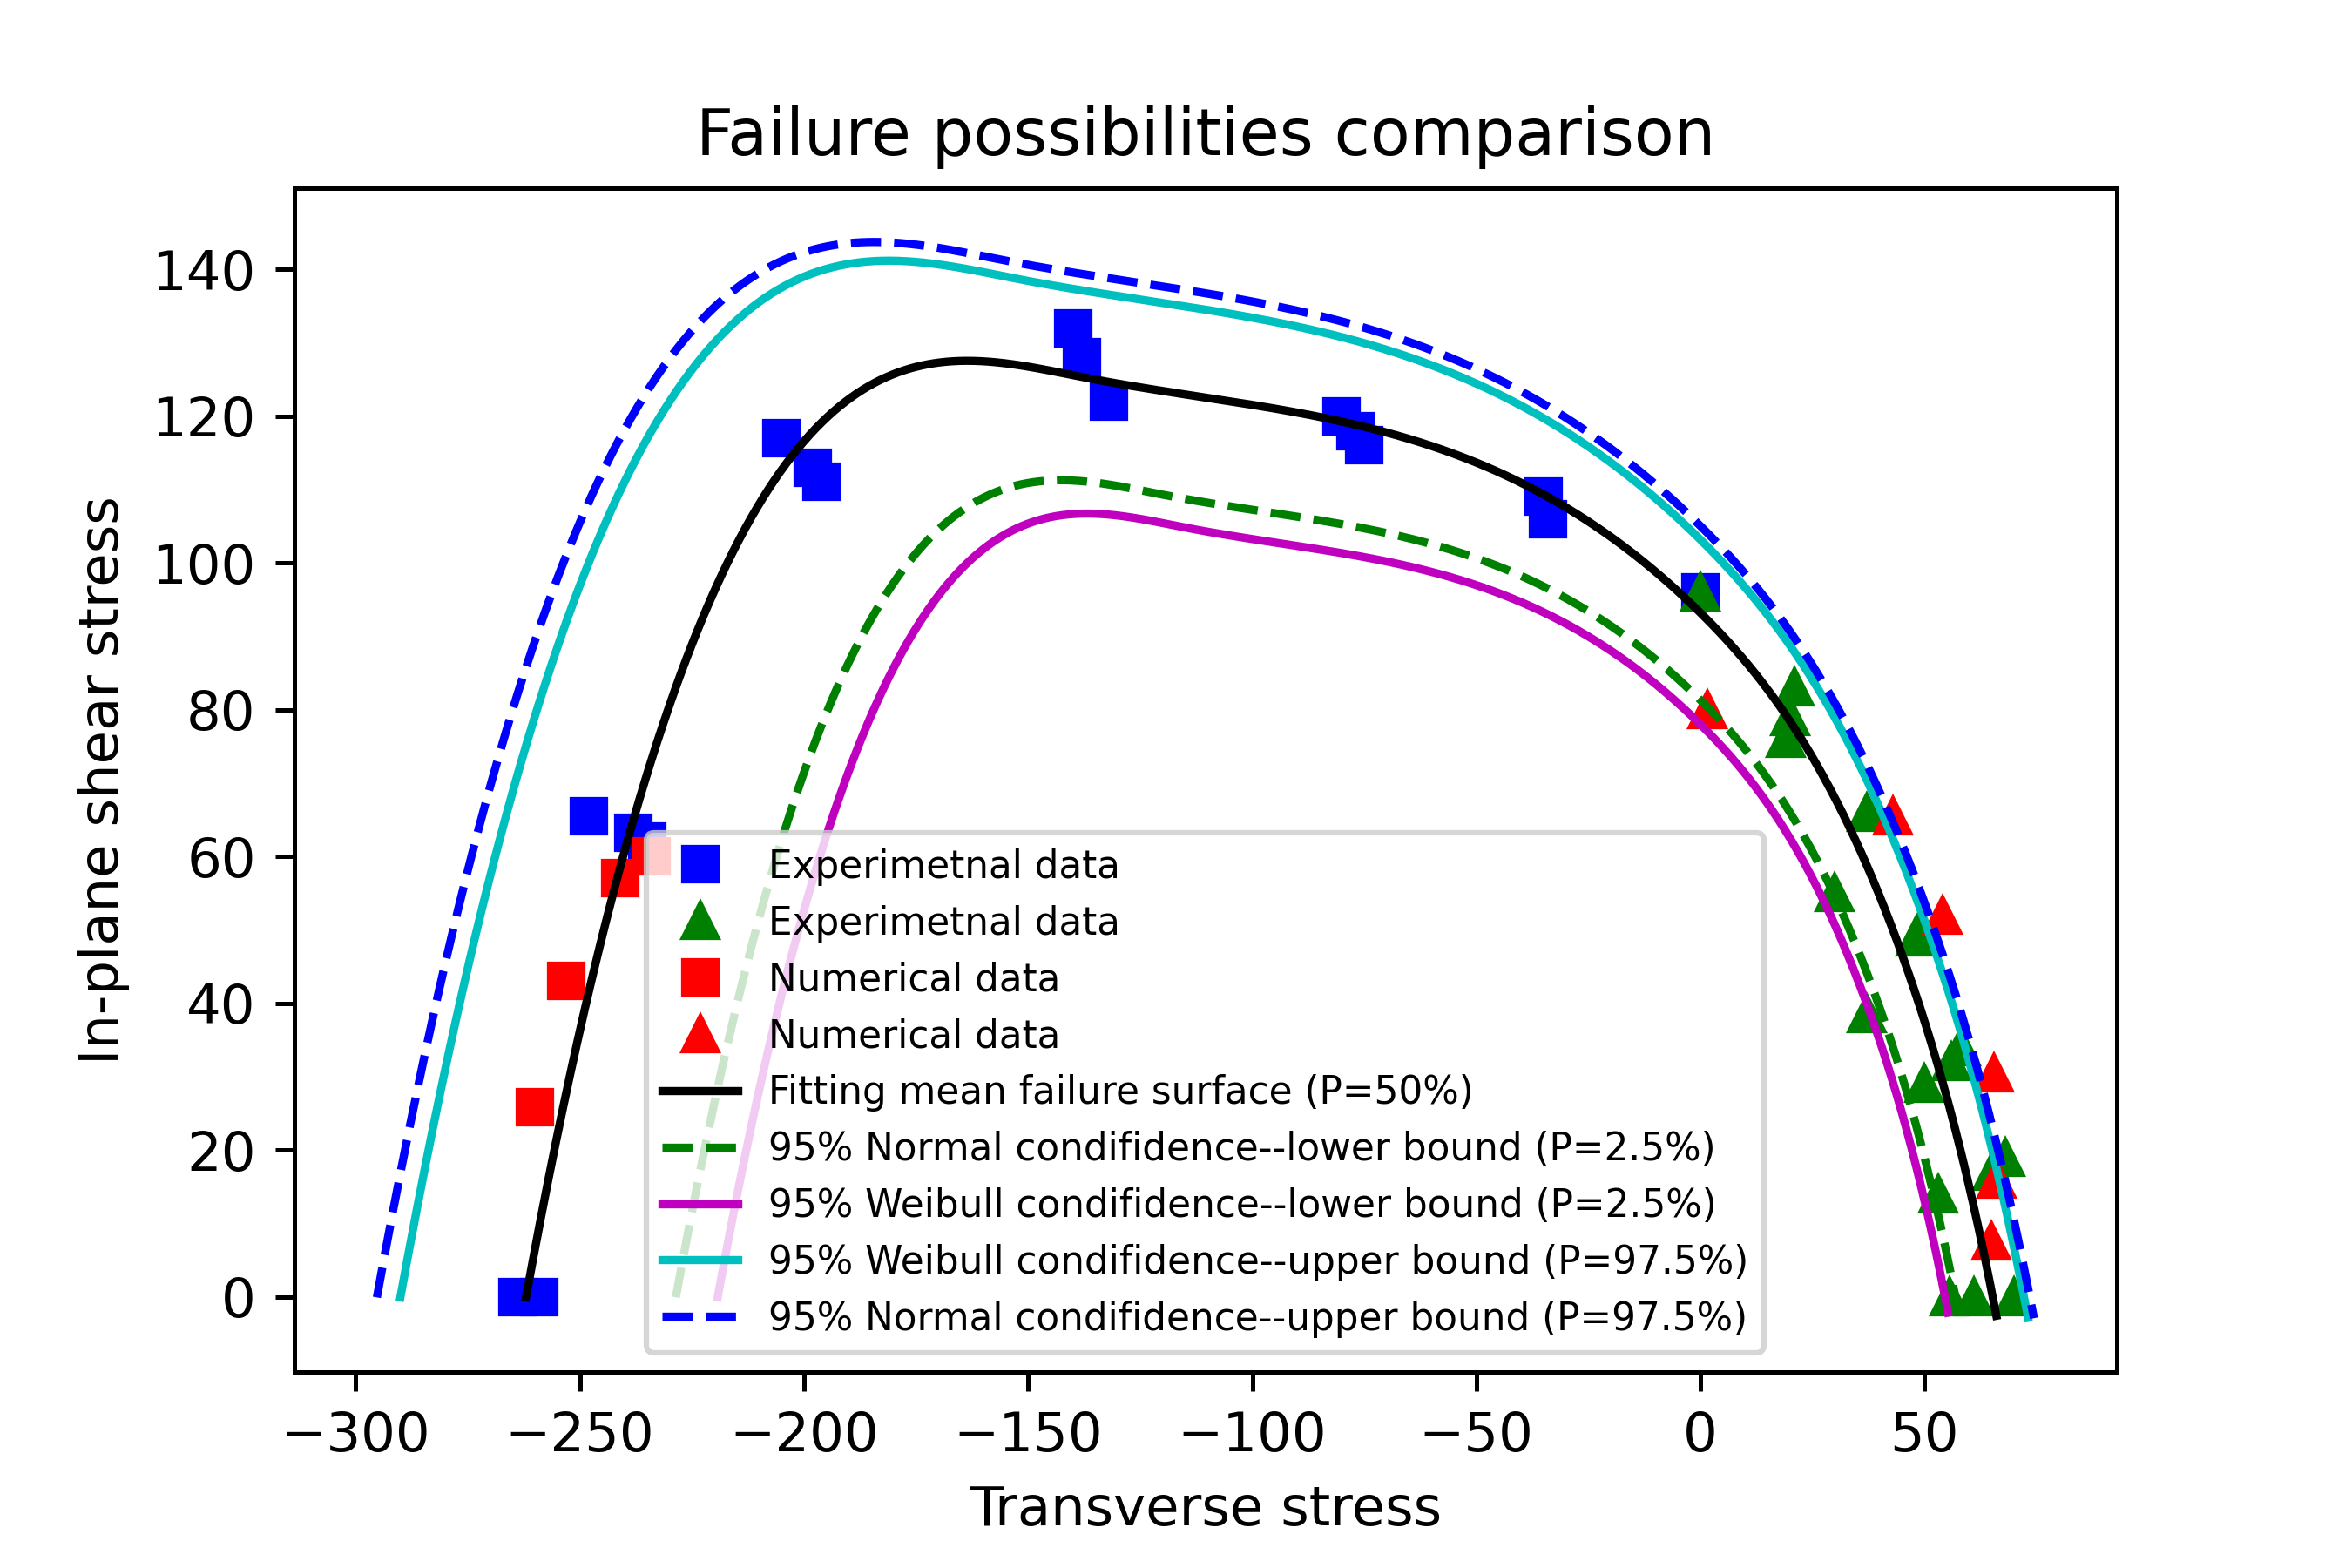 Failure possibilities comparison
In-plane shear stress
140
120
100
80
60
40
20
0
Experimetnal data
Experimetnal data
Numerical data
Numerical data
Fitting mean failure surface (P=50%)
95% Normal condifidence--lower bound (P=2.5%)
95% Weibull condifidence--lower bound (P=2.5%)
95% Weibull condifidence--upper bound (P=97.5%)
95% Normal condifidence--upper bound (P=97.5%)
−300 −250 −200 −150 −100 −50 0 50
Transverse stress